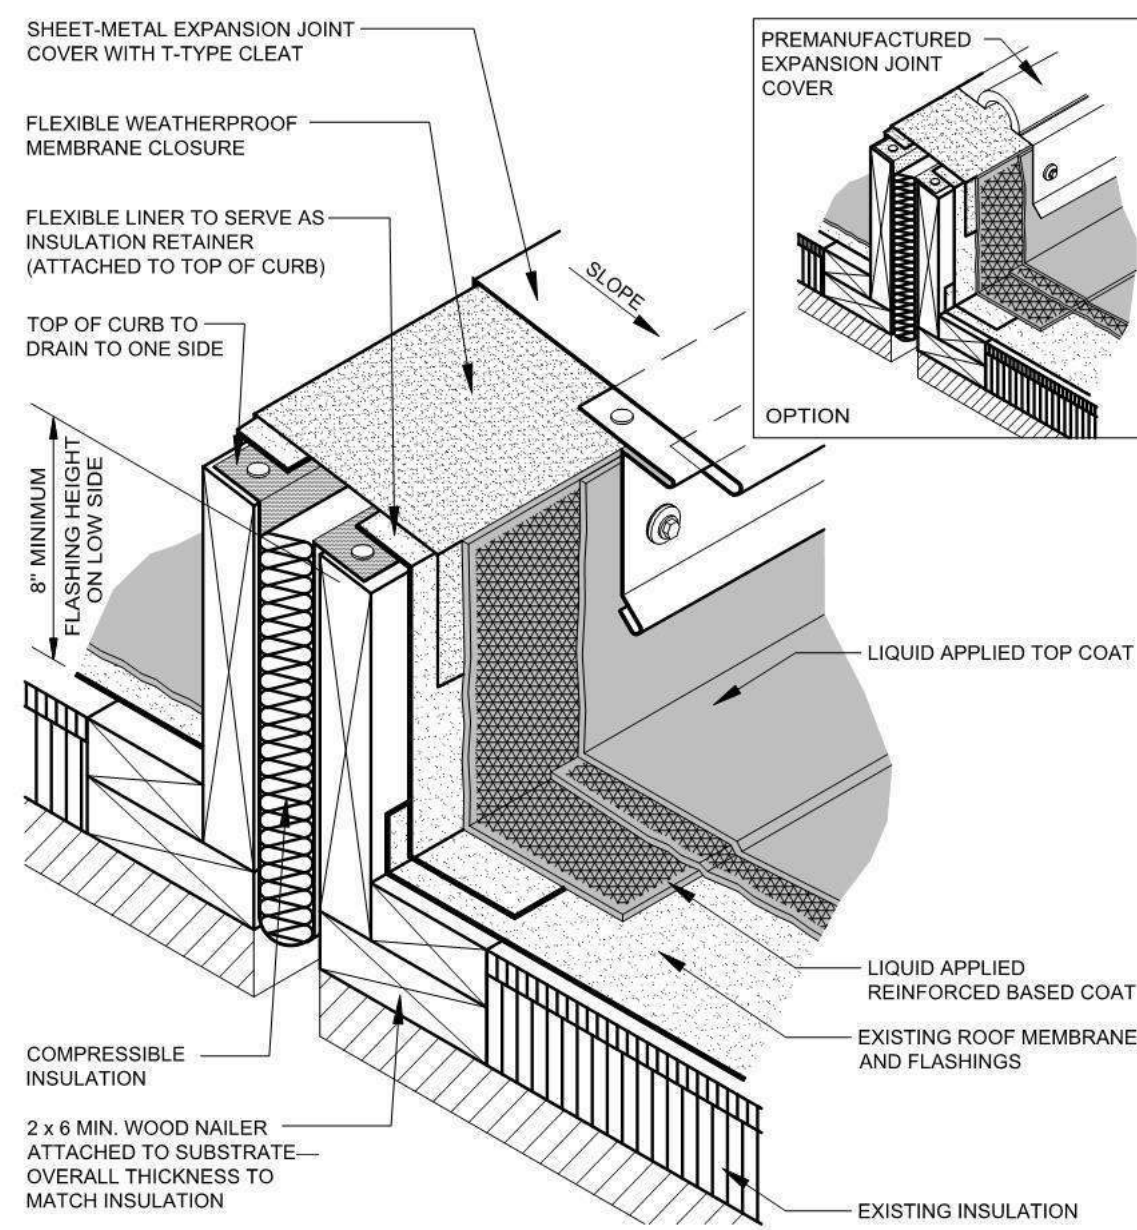 SHEET-METAL EXPANSION JOINT
COVER WITH T-TYPE CLEAT
FLEXIBLE WEATHERPROOF
MEMBRANE CLOSURE
FLEXIBLE LINER TO SERVE AS
INSULATION RETAINER
(ATTACHED TO TOP OF CURB)
TOP OF CURB TO
DRAIN TO ONE SIDE
8" MINIMUM
FLASHING HEIGHT
ON LOW SIDE
COMPRESSIBLE
INSULATION
2 x 6 MIN. WOOD NAILER
ATTACHED TO SUBSTRATE
OVERALL THICKNESS TO
MATCH INSULATION
SLOPE
PREMANUFACTURED
EXPANSION JOINT
COVER
OPTION
LIQUID APPLIED TOP COAT
LIQUID APPLIED
REINFORCED BASED COAT
EXISTING ROOF MEMBRANE
AND FLASHINGS
EXISTING INSULATION